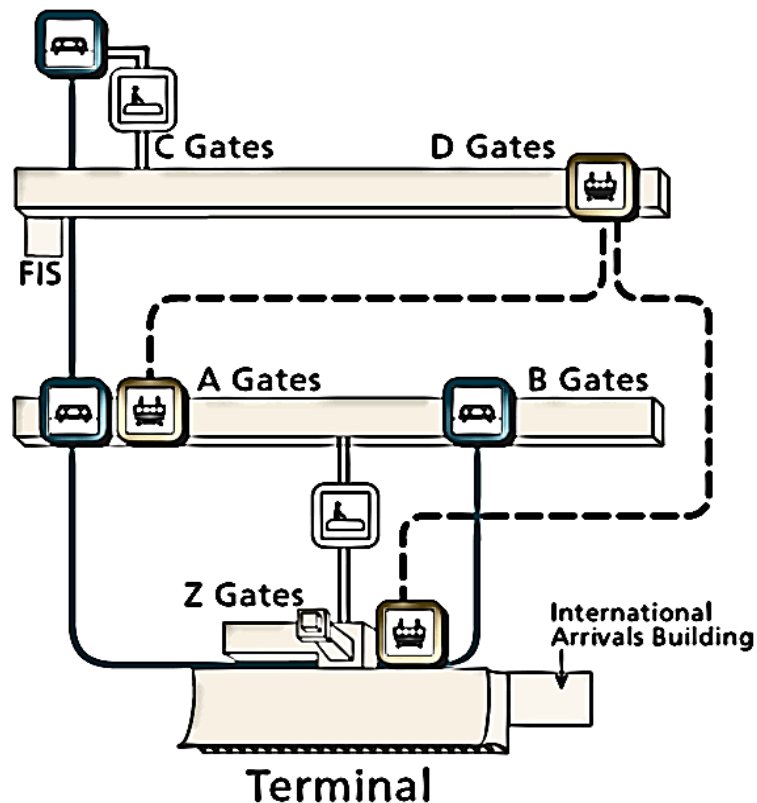 C Gates
D Gates
FIS
A Gates
B Gates
Z Gates
International
Arrivals Building
Terminal